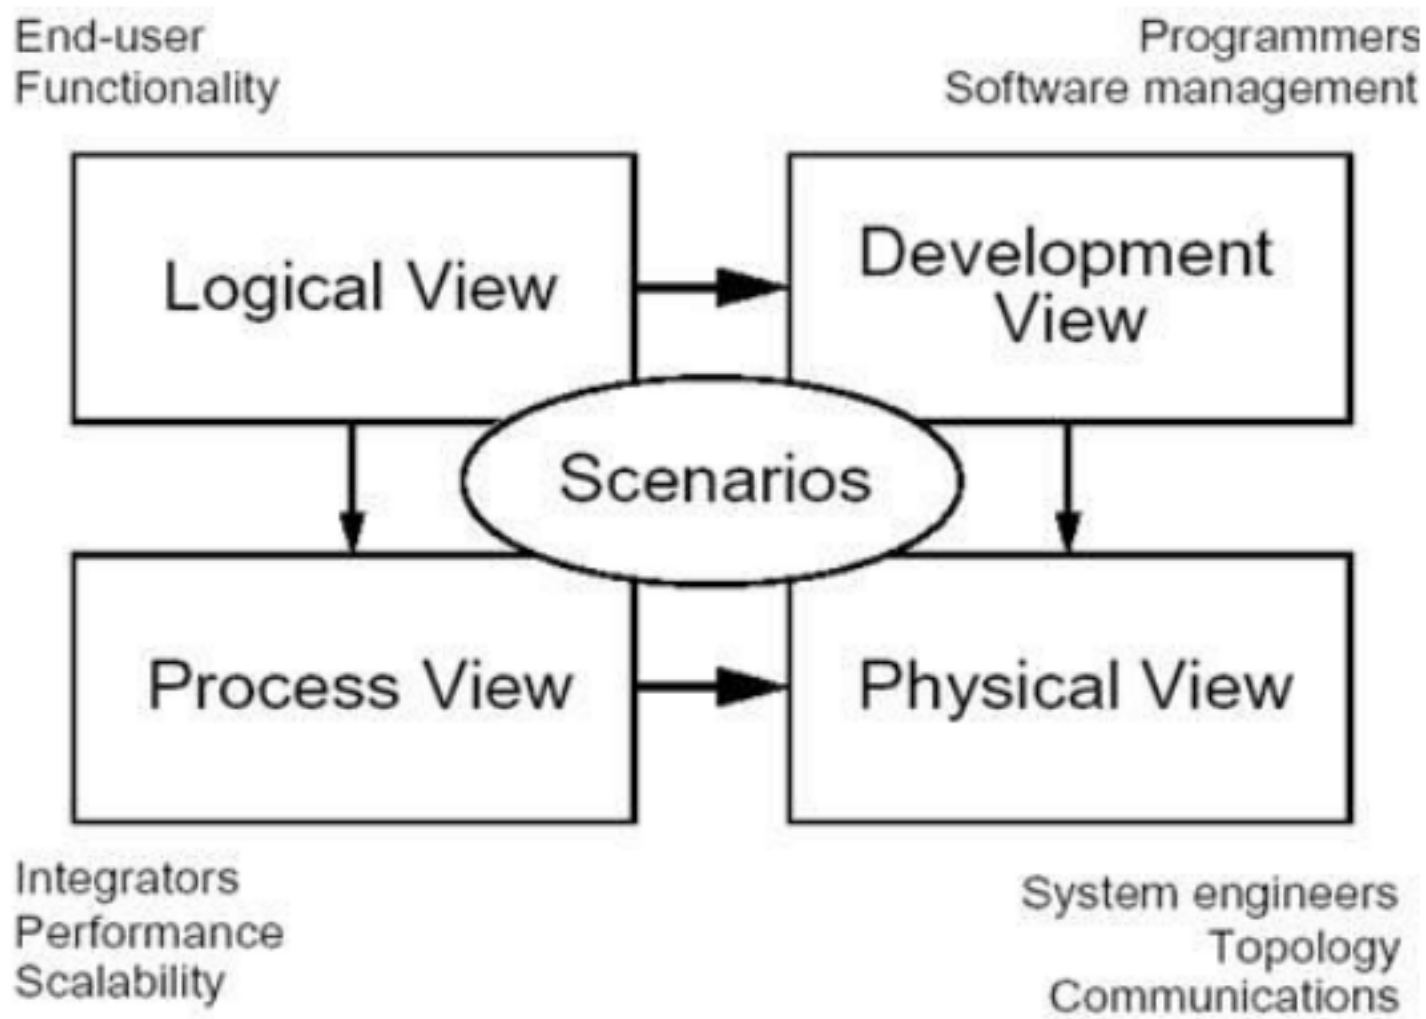 End-user
Functionality
Programmers
Software management
Logical View
Development
View
Scenarios
Process View
Physical View
Integrators
Performance
Scalability
System engineers
Topology
Communications